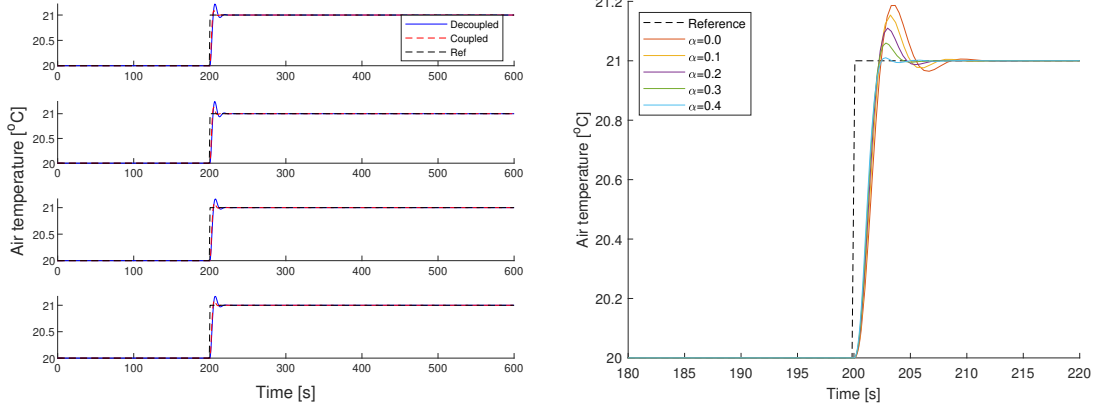 21
20.5
20
0 100 200 300 400 500 600
Decoupled
Coupled
Ref
21
20.5
20
0 100 200 300 400 500 600
21
20.5
20
0 100 200 300 400 500 600
21
20.5
20
0 100 200 300 400 500 600
Air temperature [°C]
Time [s]
21.2
21
20.8
20.6
20.4
20.2
20
180 185 190 195 200 205 210 215 220
Reference
α=0.0
α=0.1
α=0.2
α=0.3
α=0.4
Air temperature [°C]
Time [s]